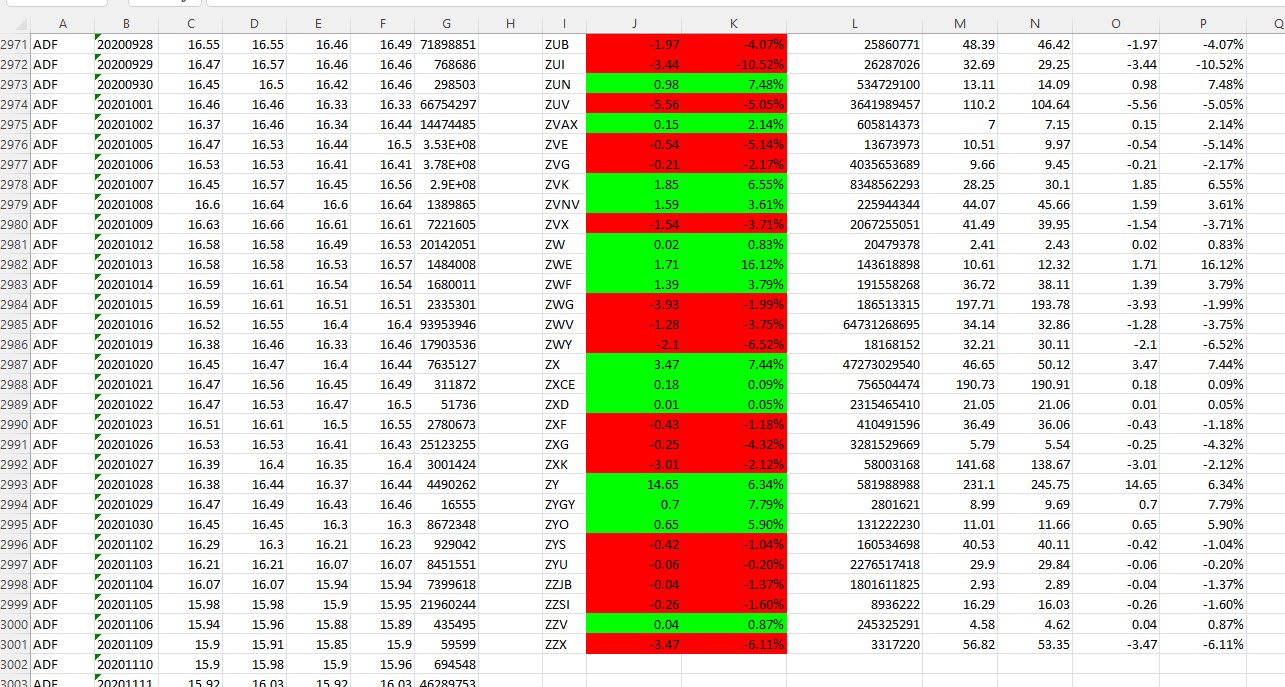 A B C D E F G H I J K L M N O P Q
2971 ADF 20200928 16.55 16.55 16.46 16.49 71898851 ZUB -1.97 -4.07% 25860771 48.39 46.42 -1.97 -4.07%
2972 ADF 20200929 16.47 16.57 16.46 16.46 768686 ZUI -3.44 -10.52% 26287026 32.69 29.25 -3.44 -10.52%
2973 ADF 20200930 16.45 16.5 16.42 16.46 298503 ZUN 0.98 7.48% 534729100 13.11 14.09 0.98 7.48%
2974 ADF 20201001 16.46 16.46 16.33 16.33 66754297 ZUV -5.56 -5.05% 3641989457 110.2 104.64 -5.56 -5.05%
2975 ADF 20201002 16.37 16.46 16.34 16.44 14474485 ZVAX 0.15 2.14% 605814373 7 7.15 0.15 2.14%
2976 ADF 20201005 16.47 16.53 16.44 16.5 3.53E+08 ZVE -0.54 -5.14% 13673973 10.51 9.97 -0.54 -5.14%
2977 ADF 20201006 16.53 16.53 16.41 16.41 3.78E+08 ZVG -0.21 -2.17% 4035653689 9.66 9.45 -0.21 -2.17%
2978 ADF 20201007 16.45 16.57 16.45 16.56 2.9E+08 ZVK 1.85 6.55% 8348562293 28.25 30.1 1.85 6.55%
2979 ADF 20201008 16.6 16.64 16.6 16.64 1389865 ZVNV 1.59 3.61% 225944344 44.07 45.66 1.59 3.61%
2980 ADF 20201009 16.63 16.66 16.61 16.61 7221605 ZVX -1.54 -3.71% 2067255051 41.49 39.95 -1.54 -3.71%
2981 ADF 20201012 16.58 16.58 16.49 16.53 20142051 ZW 0.02 0.83% 20479378 2.41 2.43 0.02 0.83%
2982 ADF 20201013 16.58 16.58 16.53 16.57 1484008 ZWE 1.71 16.12% 143618898 10.61 12.32 1.71 16.12%
2983 ADF 20201014 16.59 16.61 16.54 16.54 1680011 ZWF 1.39 3.79% 191558268 36.72 38.11 1.39 3.79%
2984 ADF 20201015 16.59 16.61 16.51 16.51 2335301 ZWG -3.93 -1.99% 186513315 197.71 193.78 -3.93 -1.99%
2985 ADF 20201016 16.52 16.55 16.4 16.4 93953946 ZWV -1.28 -3.75% 64731268695 34.14 32.86 -1.28 -3.75%
2986 ADF 20201019 16.38 16.46 16.33 16.46 17903536 ZWY -2.1 -6.52% 18168152 32.21 30.11 -2.1 -6.52%
2987 ADF 20201020 16.45 16.47 16.4 16.44 7635127 ZX 3.47 7.44% 47273029540 46.65 50.12 3.47 7.44%
2988 ADF 20201021 16.47 16.56 16.45 16.49 311872 ZXCE 0.18 0.09% 756504474 190.73 190.91 0.18 0.09%
2989 ADF 20201022 16.47 16.53 16.47 16.5 51736 ZXD 0.01 0.05% 2315465410 21.05 21.06 0.01 0.05%
2990 ADF 20201023 16.51 16.61 16.5 16.55 2780673 ZXF -0.43 -1.18% 410491596 36.49 36.06 -0.43 -1.18%
2991 ADF 20201026 16.53 16.53 16.41 16.43 25123255 ZXG -0.25 -4.32% 3281529669 5.79 5.54 -0.25 -4.32%
2992 ADF 20201027 16.39 16.4 16.35 16.4 3001424 ZXK -3.01 -2.12% 58003168 141.68 138.67 -3.01 -2.12%
2993 ADF 20201028 16.38 16.44 16.37 16.44 4490262 ZY 14.65 6.34% 581988988 231.1 245.75 14.65 6.34%
2994 ADF 20201029 16.47 16.49 16.43 16.46 16555 ZYGY 0.7 7.79% 2801621 8.99 9.69 0.7 7.79%
2995 ADF 20201030 16.45 16.45 16.3 16.3 8672348 ZYO 0.65 5.90% 131222230 11.01 11.66 0.65 5.90%
2996 ADF 20201102 16.29 16.3 16.21 16.23 929042 ZYS -0.42 -1.04% 160534698 40.53 40.11 -0.42 -1.04%
2997 ADF 20201103 16.21 16.21 16.07 16.07 8451551 ZYU -0.06 -0.20% 2276517418 29.9 29.84 -0.06 -0.20%
2998 ADF 20201104 16.07 16.07 15.94 15.94 7399618 ZZJB -0.04 -1.37% 1801611825 2.93 2.89 -0.04 -1.37%
2999 ADF 20201105 15.98 15.98 15.9 15.95 21960244 ZZSI -0.26 -1.60% 8936222 16.29 16.03 -0.26 -1.60%
3000 ADF 20201106 15.94 15.96 15.88 15.89 435495 ZZV 0.04 0.87% 245325291 4.58 4.62 0.04 0.87%
3001 ADF 20201109 15.9 15.91 15.85 15.9 59599 ZZX -3.47 -6.11% 3317220 56.82 53.35 -3.47 -6.11%
3002 ADF 20201110 15.9 15.98 15.9 15.96 694548
3003 ADF 20201111 15.92 16.03 15.92 16.03 46289753